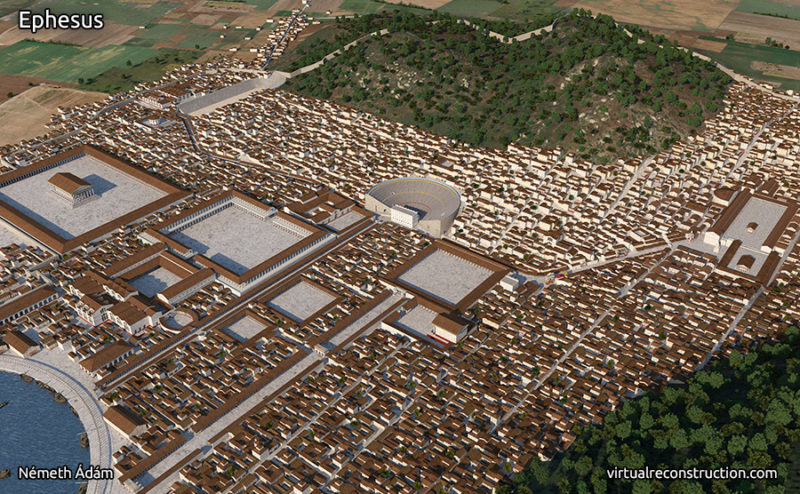 Ephesus
Németh Ádám
virtualreconstruction.com